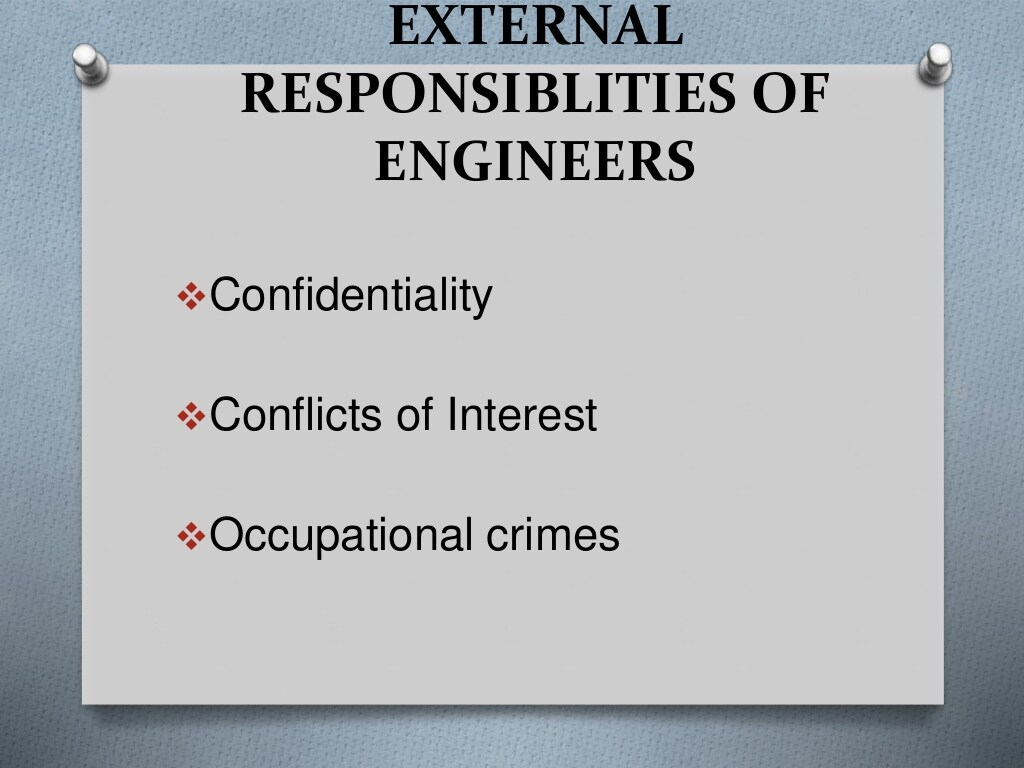 EXTERNAL
RESPONSIBLITIES OF
ENGINEERS
❖Confidentiality
❖Conflicts of Interest
❖Occupational crimes